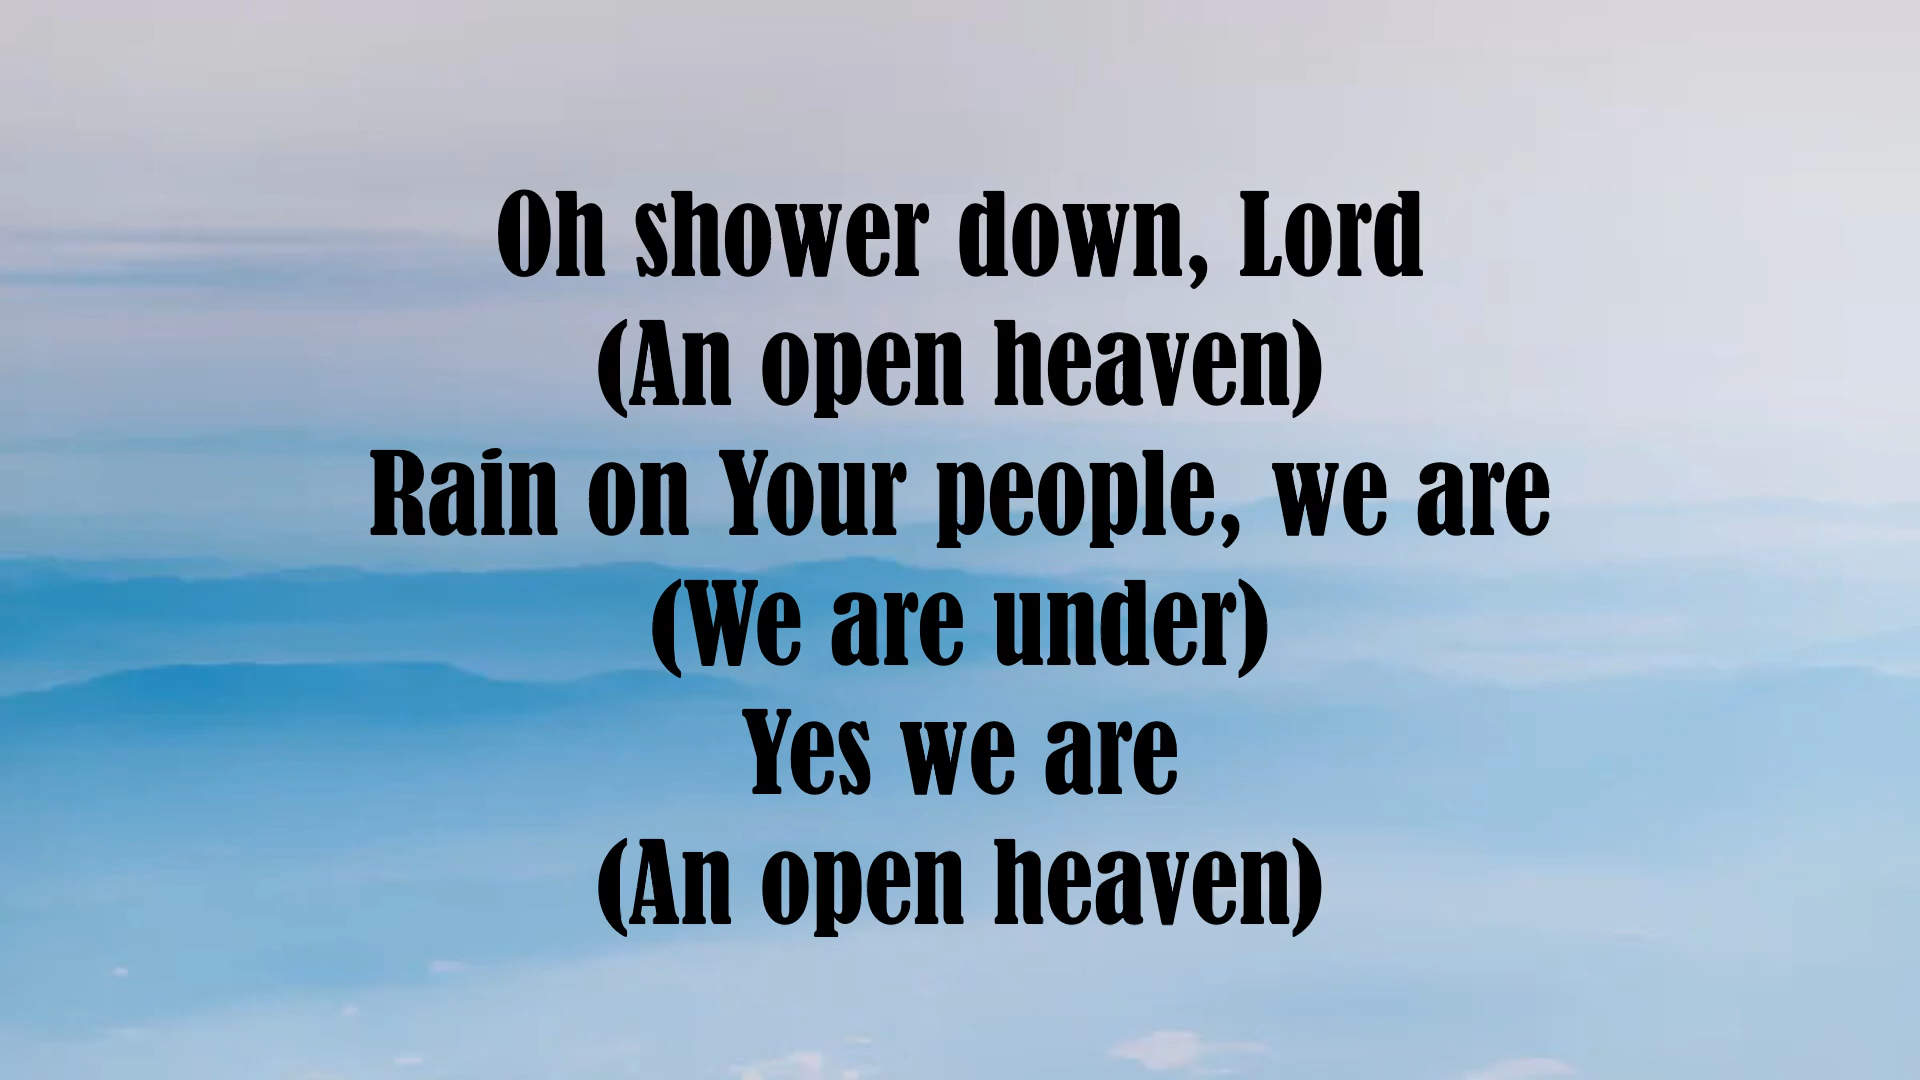 Oh shower down, Lord
(An open heaven)
Rain on Your people, we are
(We are under)
Yes we are
(An open heaven)